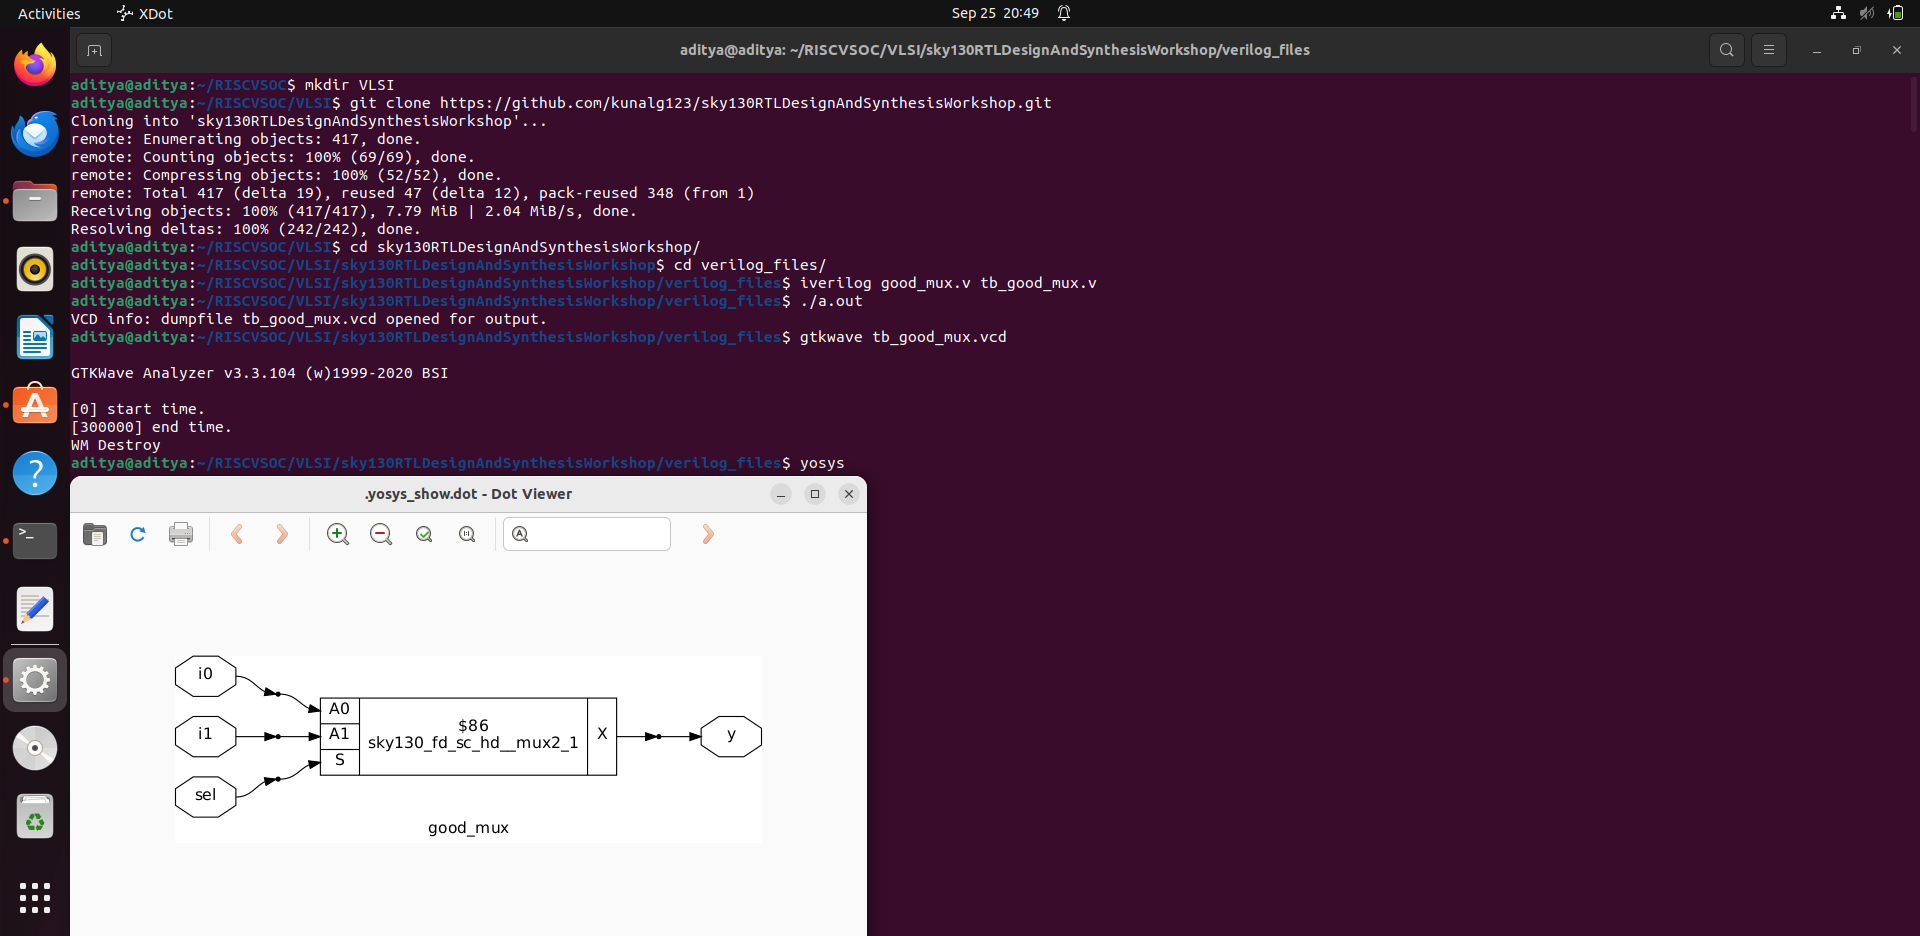 Activities
XDot
Sep 25 20:49
aditya@aditya: ~/RISCVSOC/VLSI/sky130RTLDesignAndSynthesisWorkshop/verilog_files
aditya@aditya:~/RISCVSOC$ mkdir VLSI
aditya@aditya:~/RISCVSOC/VLSI$ git clone https://github.com/kunalg123/sky130RTLDesignAndSynthesisWorkshop.git
Cloning into 'sky130RTLDesignAndSynthesisWorkshop'...
remote: Enumerating objects: 417, done.
remote: Counting objects: 100% (69/69), done.
remote: Compressing objects: 100% (52/52), done.
remote: Total 417 (delta 19), reused 47 (delta 12), pack-reused 348 (from 1)
Receiving objects: 100% (417/417), 7.79 MiB | 2.04 MiB/s, done.
Resolving deltas: 100% (242/242), done.
aditya@aditya:~/RISCVSOC/VLSI$ cd sky130RTLDesignAndSynthesisWorkshop/
aditya@aditya:~/RISCVSOC/VLSI/sky130RTLDesignAndSynthesisWorkshop$ cd verilog_files/
aditya@aditya:~/RISCVSOC/VLSI/sky130RTLDesignAndSynthesisWorkshop/verilog_files$ iverilog good_mux.v tb_good_mux.v
aditya@aditya:~/RISCVSOC/VLSI/sky130RTLDesignAndSynthesisWorkshop/verilog_files$ ./a.out
VCD info: dumpfile tb_good_mux.vcd opened for output.
aditya@aditya:~/RISCVSOC/VLSI/sky130RTLDesignAndSynthesisWorkshop/verilog_files$ gtkwave tb_good_mux.vcd
GTKWave Analyzer v3.3.104 (w)1999-2020 BSI
[0] start time.
[300000] end time.
WM Destroy
aditya@aditya:~/RISCVSOC/VLSI/sky130RTLDesignAndSynthesisWorkshop/verilog_files$ yosys
.yosys_show.dot - Dot Viewer
i0
i1
sel
A0
A1
S
$86
sky130_fd_sc_hd__mux2_1
X
y
good_mux